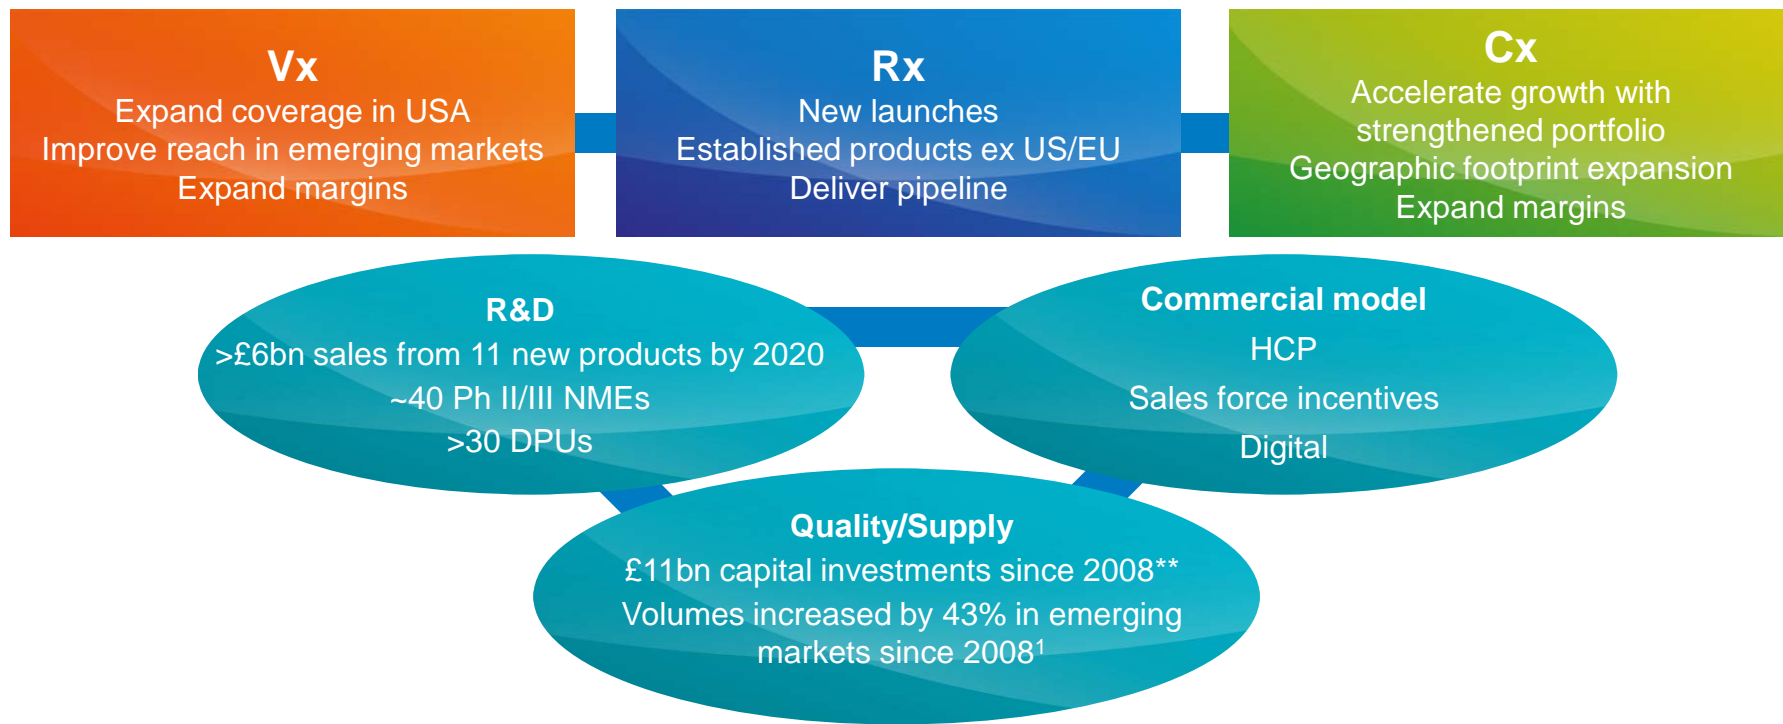 Vx
Expand coverage in USA
Improve reach in emerging markets
Expand margins
Rx
New launches
Established products ex US/EU
Deliver pipeline
Cx
Accelerate growth with
strengthened portfolio
Geographic footprint expansion
Expand margins
R&D
>£6bn sales from 11 new products by 2020
~40 Ph II/III NMEs
>30 DPUs
Commercial model
HCP
Sales force incentives
Digital
Quality/Supply
£11bn capital investments since 2008**
Volumes increased by 43% in emerging
markets since 2008¹